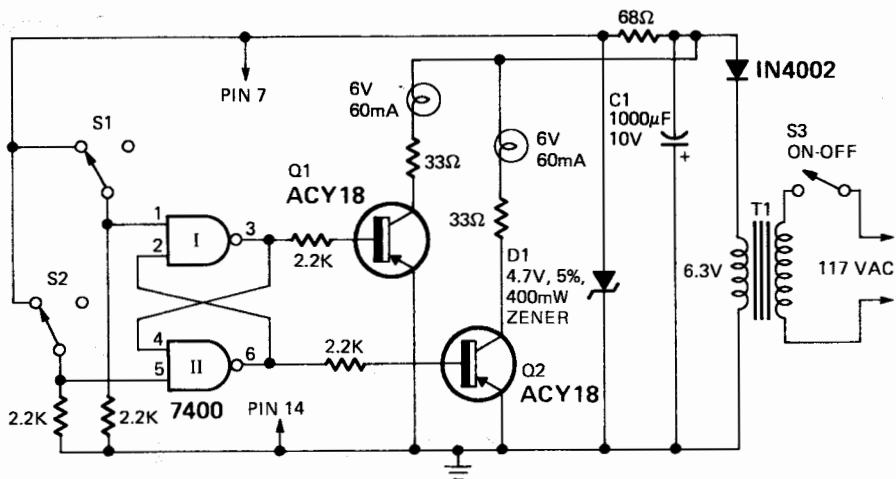 68Ω
PIN 7
6V
60mA
IN4002
C1
1000µF
10V
+
S3
ON-OFF
S1
6V
60mA
33Ω
Q1
ACY18
T1
1
2
I
3
2.2K
33Ω
D1
4.7V, 5%,
400mW
ZENER
6.3V
117 VAC
S2
4
5
II
6
2.2K
Q2
ACY18
2.2K
2.2K
7400
PIN 14